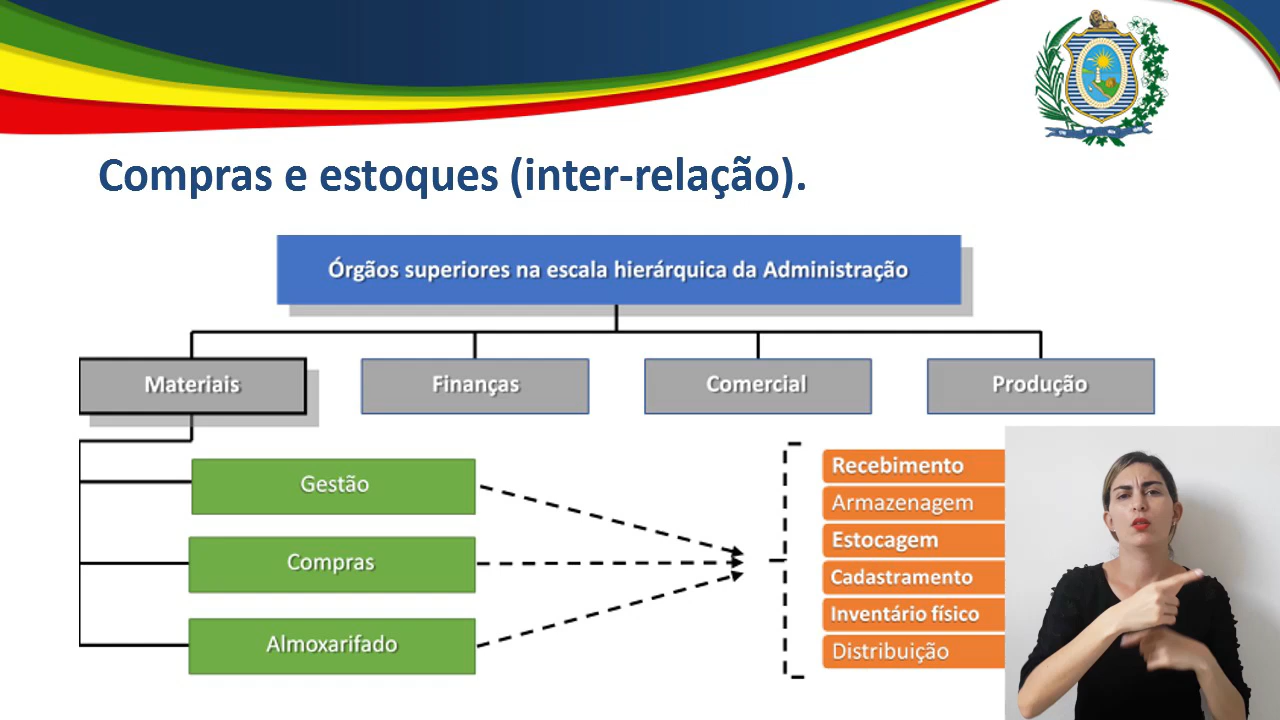 Compras e estoques (inter-relação).
Órgãos superiores na escala hierárquica da Administração
Materiais
Finanças
Comercial
Produção
Gestão
Compras
Almoxarifado
Recebimento
Armazenagem
Estocagem
Cadastramento
Inventário físico
Distribuição